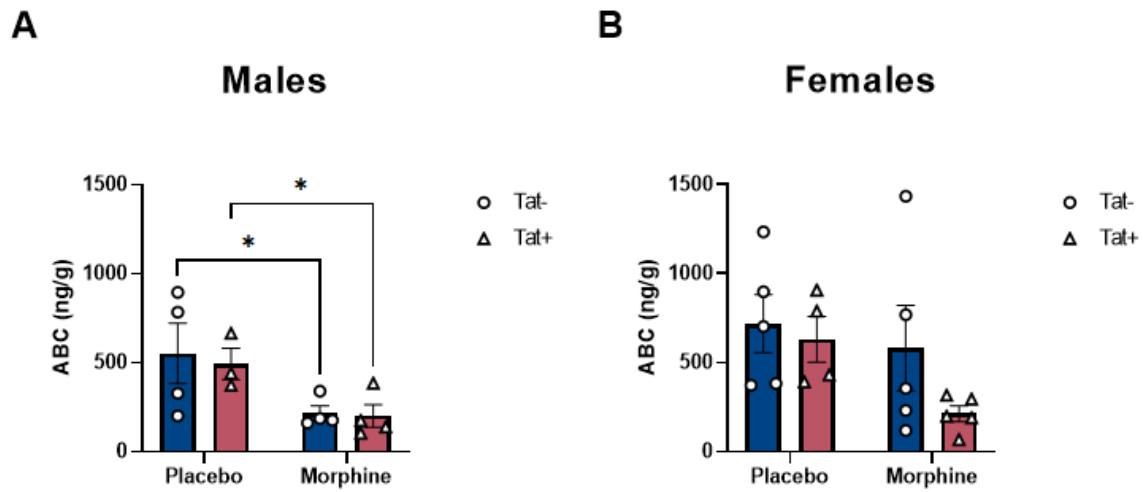 A
Males
ABC (ng/g)
1500
1000
500
0
*
*
Placebo
Morphine
Tat-
Tat+
B
Females
ABC (ng/g)
1500
1000
500
0
Placebo
Morphine
Tat-
Tat+